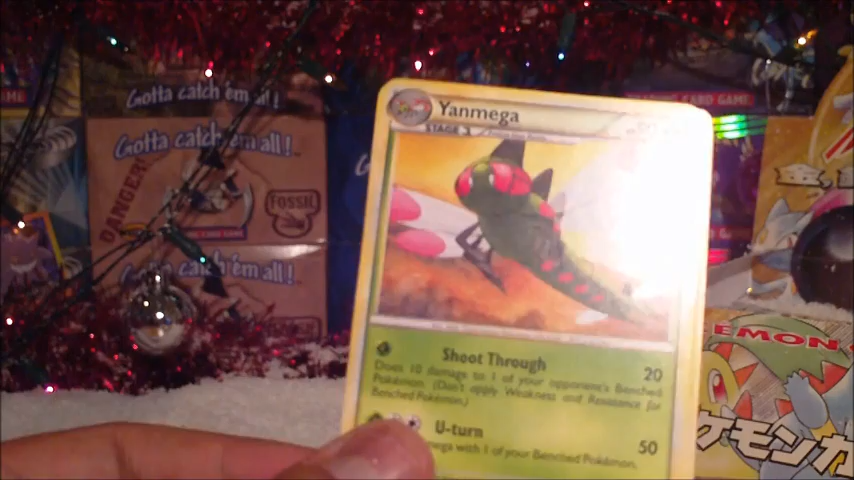 Gotta catch 'em all!
Gotta catch 'em all!
DANGER!
FOSSIL
Gotta catch 'em all!
TRADING CARD GAME
Yanmega
STAGE 1
Shoot Through 20
Does 10 damage to 1 of your opponent's Benched
Pokémon. (Don't apply Weakness and Resistance for
Benched Pokémon.)
U-turn 50
with 1 of your Benched Pokémon.
EMON
ケモンカ